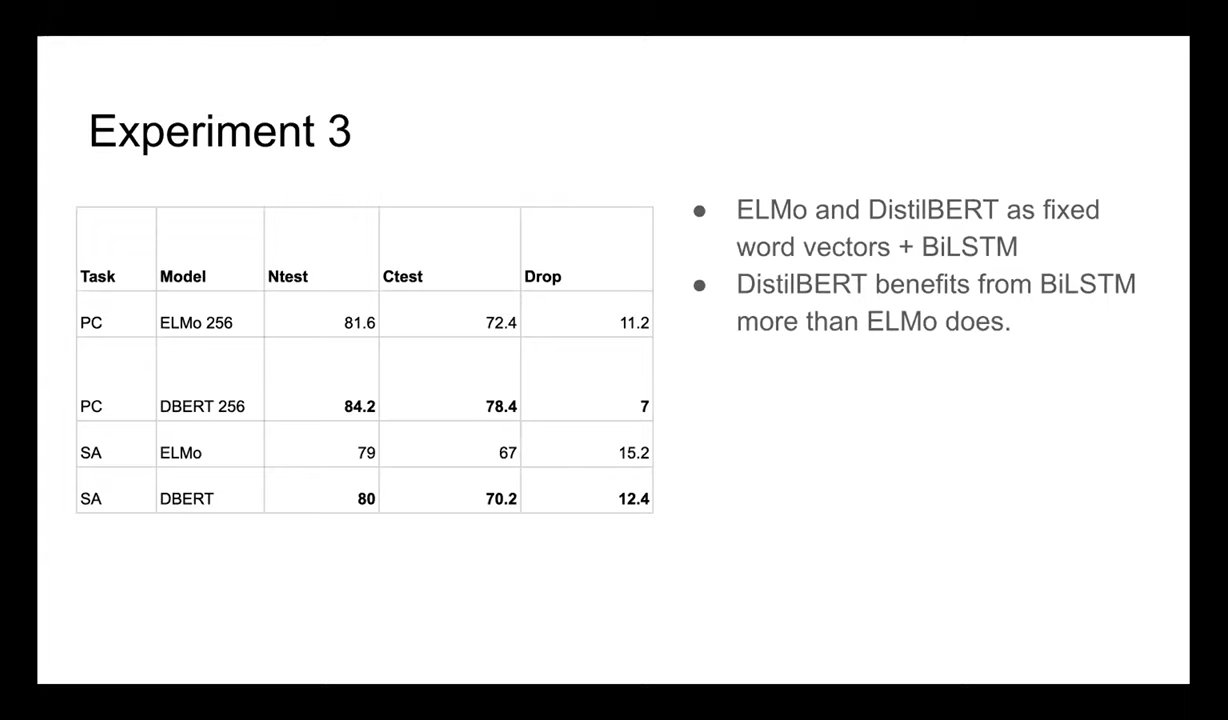 Experiment 3
Task Model Ntest Ctest Drop
PC ELMo 256 81.6 72.4 11.2
PC DBERT 256 84.2 78.4 7
SA ELMo 79 67 15.2
SA DBERT 80 70.2 12.4
● ELMo and DistilBERT as fixed
word vectors + BiLSTM
● DistilBERT benefits from BiLSTM
more than ELMo does.